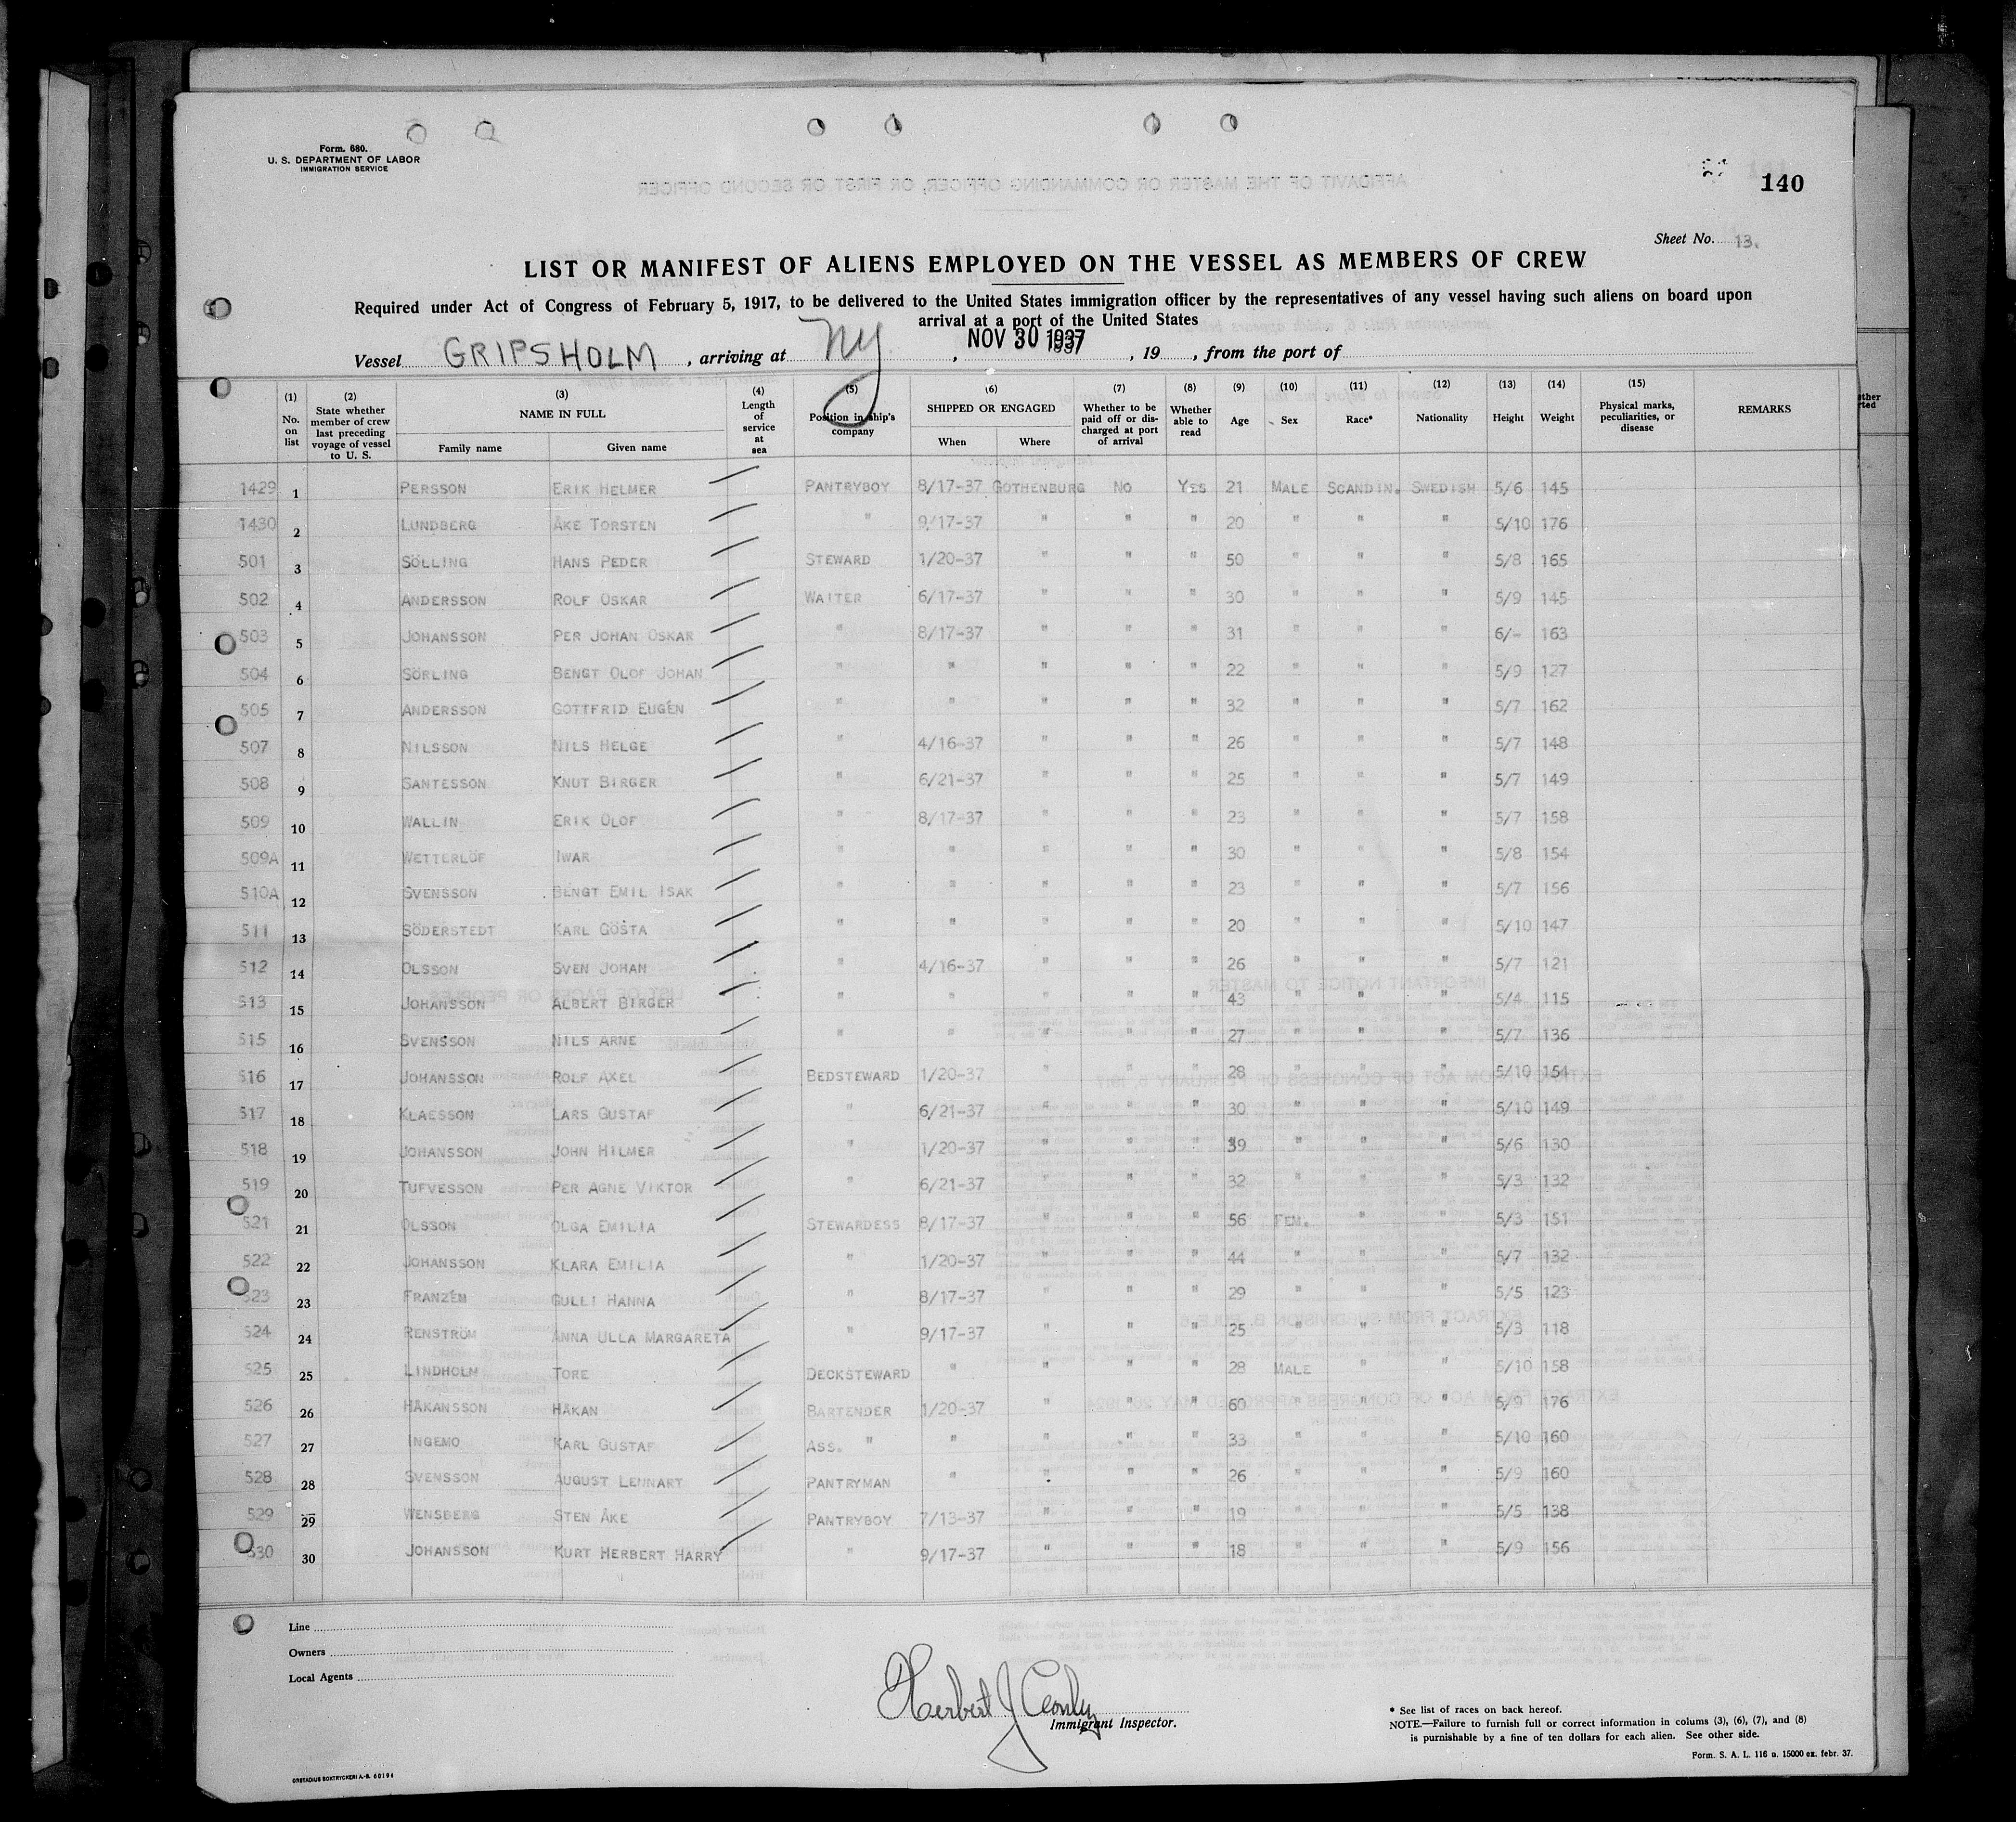 Form. 680.
U. S. DEPARTMENT OF LABOR
IMMIGRATION SERVICE
140
Sheet No. 13.
LIST OR MANIFEST OF ALIENS EMPLOYED ON THE VESSEL AS MEMBERS OF CREW
Required under Act of Congress of February 5, 1917, to be delivered to the United States immigration officer by the representatives of any vessel having such aliens on board upon
arrival at a port of the United States
Vessel GRIPSHOLM, arriving at NY, NOV 30 1937, 19 , from the port of
(1) No. on list (2) State whether member of crew last preceding voyage of vessel to U. S. (3) NAME IN FULL Family name Given name (4) Length of service at sea (5) Position in ship's company (6) SHIPPED OR ENGAGED When Where (7) Whether to be paid off or discharged at port of arrival (8) Whether able to read (9) Age (10) Sex (11) Race* (12) Nationality (13) Height (14) Weight (15) Physical marks, peculiarities, or disease REMARKS
1429 1 PERSSON ERIK HELMER PANTRYBOY 8/17-37 GOTHENBURG NO YES 21 MALE SCANDIN. SWEDISH 5/6 145
1430 2 LUNDBERG ÅKE TORSTEN " 9/17-37 " " " 20 " " " 5/10 176
501 3 SÖLLING HANS PEDER STEWARD 1/20-37 " " " 50 " " " 5/8 165
502 4 ANDERSSON ROLF OSKAR WAITER 6/17-37 " " " 30 " " " 5/9 145
503 5 JOHANSSON PER JOHAN OSKAR " 8/17-37 " " " 31 " " " 6/- 163
504 6 SÖRLING BENGT OLOF JOHAN " " " " " 22 " " " 5/9 127
505 7 ANDERSSON GOTTFRID EUGÉN " " " " " 32 " " " 5/7 162
507 8 NILSSON NILS HELGE " 4/16-37 " " " 26 " " " 5/7 148
508 9 SANTESSON KNUT BIRGER " 6/21-37 " " " 25 " " " 5/7 149
509 10 WALLIN ERIK OLOF " 8/17-37 " " " 23 " " " 5/7 158
509A 11 WETTERLÖF IWAR " " " " " 30 " " " 5/8 154
510A 12 SVENSSON BENGT EMIL ISAK " " " " " 23 " " " 5/7 156
511 13 SÖDERSTEDT KARL GÖSTA " " " " " 20 " " " 5/10 147
512 14 OLSSON SVEN JOHAN " 4/16-37 " " " 26 " " " 5/7 121
513 15 JOHANSSON ALBERT BIRGER " " " " " 43 " " " 5/4 115
515 16 SVENSSON NILS ARNE " " " " " 27 " " " 5/7 136
516 17 JOHANSSON ROLF AXEL BEDSTEWARD 1/20-37 " " " 28 " " " 5/10 154
517 18 KLAESSON LARS GUSTAF " 6/21-37 " " " 30 " " " 5/10 149
518 19 JOHANSSON JOHN HILMER " 1/20-37 " " " 39 " " " 5/6 130
519 20 TUFVESSON PER AGNE VIKTOR " 6/21-37 " " " 32 " " " 5/3 132
521 21 OLSSON OLGA EMILIA STEWARDESS 8/17-37 " " " 56 FEM. " " 5/3 151
522 22 JOHANSSON KLARA EMILIA " 1/20-37 " " " 44 " " " 5/7 132
523 23 FRANZÉN GULLI HANNA " 8/17-37 " " " 29 " " " 5/5 123
524 24 RENSTRÖM ANNA ULLA MARGARETA " 9/17-37 " " " 25 " " " 5/3 118
525 25 LINDHOLM TORE DECKSTEWARD " " " " 28 MALE " " 5/10 158
526 26 HÅKANSSON HÅKAN BARTENDER 1/20-37 " " " 60 " " " 5/9 176
527 27 INGEMO KARL GUSTAF ASS. " " " " " 33 " " " 5/10 160
528 28 SVENSSON AUGUST LENNART PANTRYMAN " " " " 26 " " " 5/9 160
529 29 WENSBERG STEN ÅKE PANTRYBOY 7/13-37 " " " 19 " " " 5/5 138
530 30 JOHANSSON KURT HERBERT HARRY " 9/17-37 " " " 18 " " " 5/9 156
Line
Owners
Local Agents
Herbert J Conley
Immigrant Inspector.
* See list of races on back hereof.
NOTE.—Failure to furnish full or correct information in colums (3), (6), (7), and (8)
is punishable by a fine of ten dollars for each alien. See other side.
Form. S. A. L. 116 a. 15000 ex. febr. 37.
ORSTADIUS BOKTRYCKERI A.-B. 60194